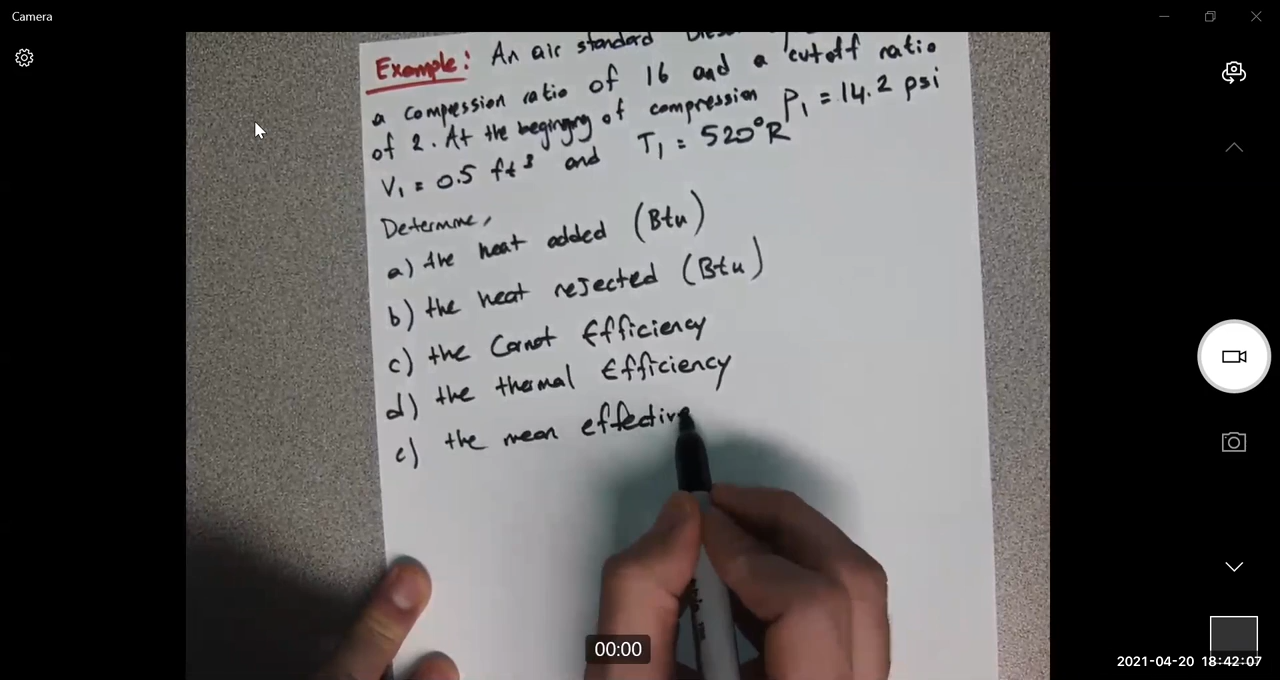 Camera
Example: An air standard
a compession ratio of 16 and a cutoff ratio
of 2. At the begingng of compression P1 = 14.2 psi
V1 = 0.5 ft3 and T1 = 520°R
Determine,
a) the heat added (Btu)
b) the heat rejected (Btu)
c) the Carnot Efficiency
d) the thermal Efficiency
e) the mean effective
00:00
2021-04-20 18:42:07